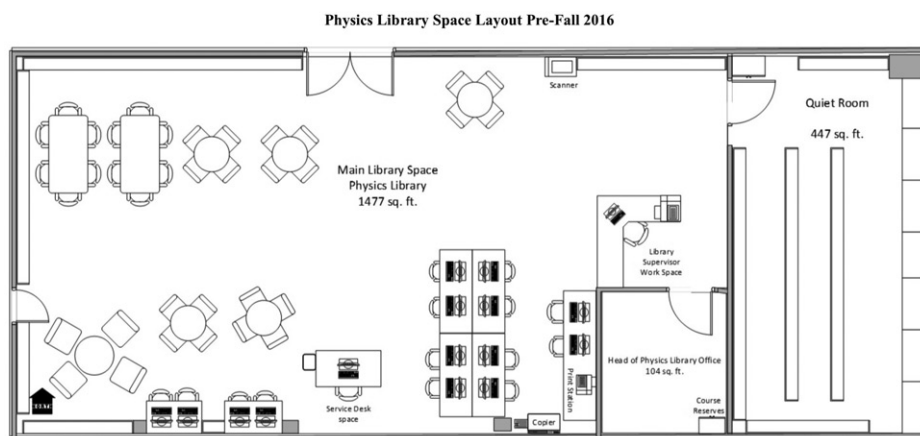 Physics Library Space Layout Pre-Fall 2016
Scanner
Quiet Room
447 sq. ft.
Main Library Space
Physics Library
1477 sq. ft.
Library
Supervisor
Work Space
Head of Physics Library Office
104 sq. ft.
Print Station
Course
Reserves
Service Desk
space
Copier